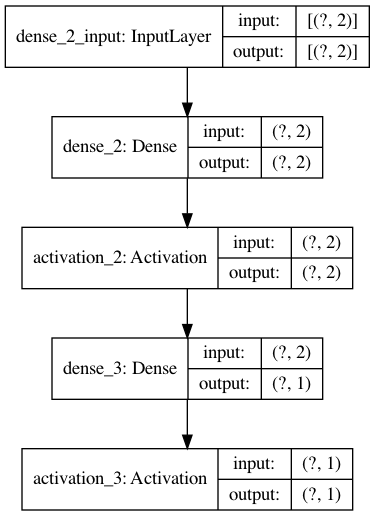 dense_2_input: InputLayer
input: [(?, 2)]
output: [(?, 2)]
dense_2: Dense
input: (?, 2)
output: (?, 2)
activation_2: Activation
input: (?, 2)
output: (?, 2)
dense_3: Dense
input: (?, 2)
output: (?, 1)
activation_3: Activation
input: (?, 1)
output: (?, 1)